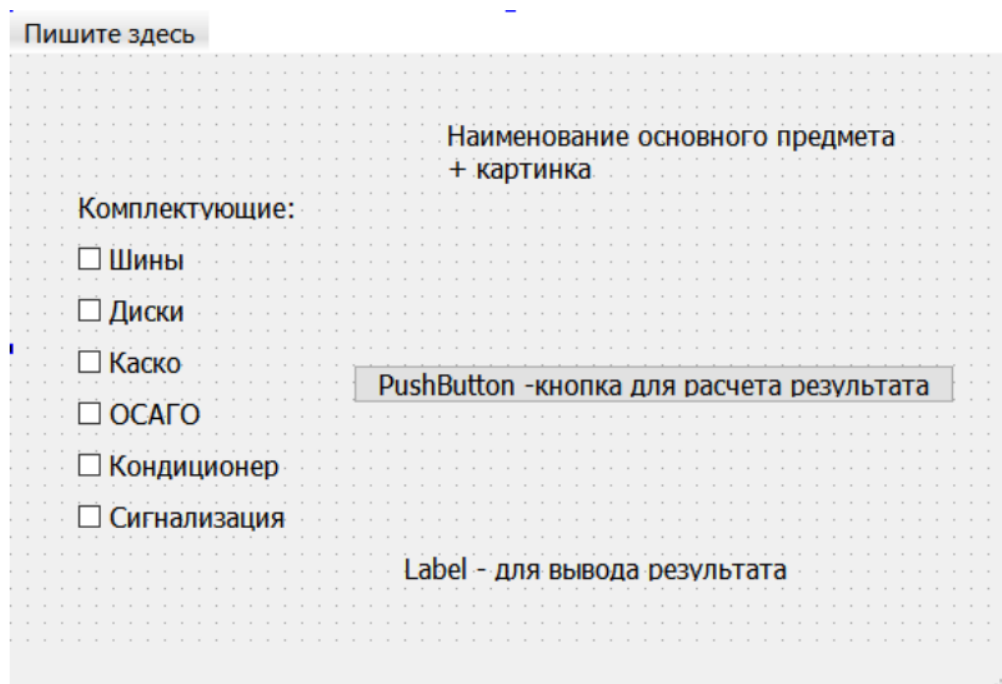 Пишите здесь
Наименование основного предмета
+ картинка
Комплектующие:
Шины
Диски
Каско
PushButton -кнопка для расчета результата
ОСАГО
Кондиционер
Сигнализация
Label - для вывода результата